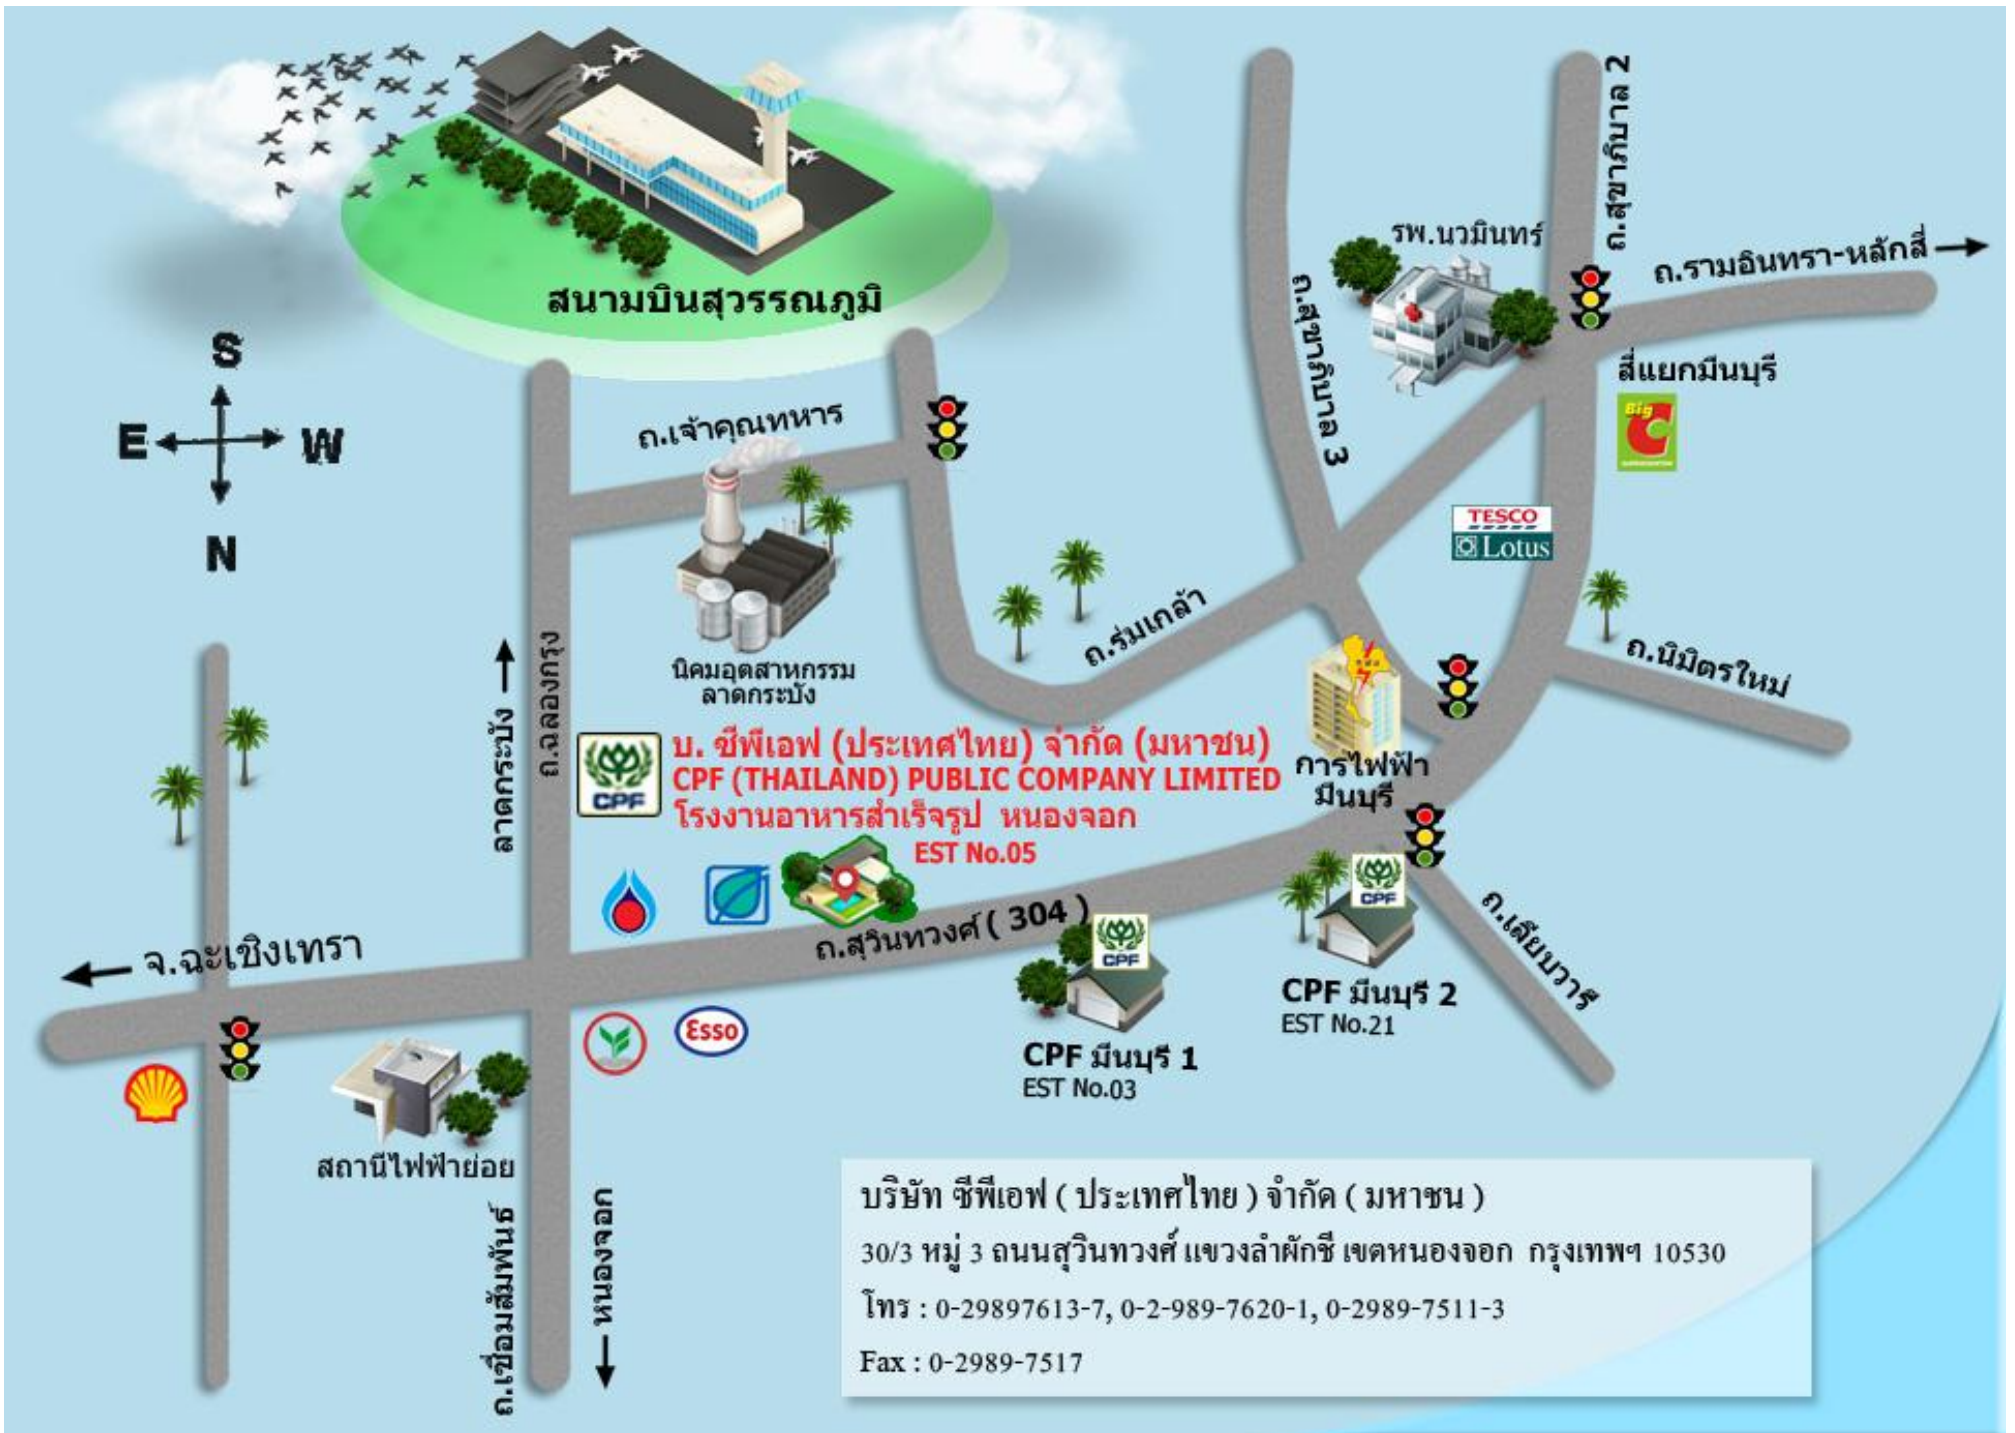 ถ.สุขาภิบาล 2
รพ.นวมินทร์
ถ.รามอินทรา-หลักสี่
สนามบินสุวรรณภูมิ
ถ.สุขาภิบาล 3
S
E W
N
สี่แยกมีนบุรี
Big
C
ถ.เจ้าคุณทหาร
TESCO
Lotus
ถ.ร่มเกล้า
ถ.นิมิตรใหม่
นิคมอุตสาหกรรม
ลาดกระบัง
ลาดกระบัง
ถ.ฉลองกรุง
CPF
บ. ซีพีเอฟ (ประเทศไทย) จำกัด (มหาชน)
CPF (THAILAND) PUBLIC COMPANY LIMITED
โรงงานอาหารสำเร็จรูป หนองจอก
EST No.05
การไฟฟ้า
มีนบุรี
CPF
ถ.สุวินทวงศ์ ( 304 )
CPF
ถ.เลียบวารี
จ.ฉะเชิงเทรา
CPF มีนบุรี 2
EST No.21
Esso
CPF มีนบุรี 1
EST No.03
สถานีไฟฟ้าย่อย
ถ.เชื่อมสัมพันธ์
หนองจอก
บริษัท ซีพีเอฟ ( ประเทศไทย ) จำกัด ( มหาชน )
30/3 หมู่ 3 ถนนสุวินทวงศ์ แขวงลำผักชี เขตหนองจอก กรุงเทพฯ 10530
โทร : 0-29897613-7, 0-2-989-7620-1, 0-2989-7511-3
Fax : 0-2989-7517